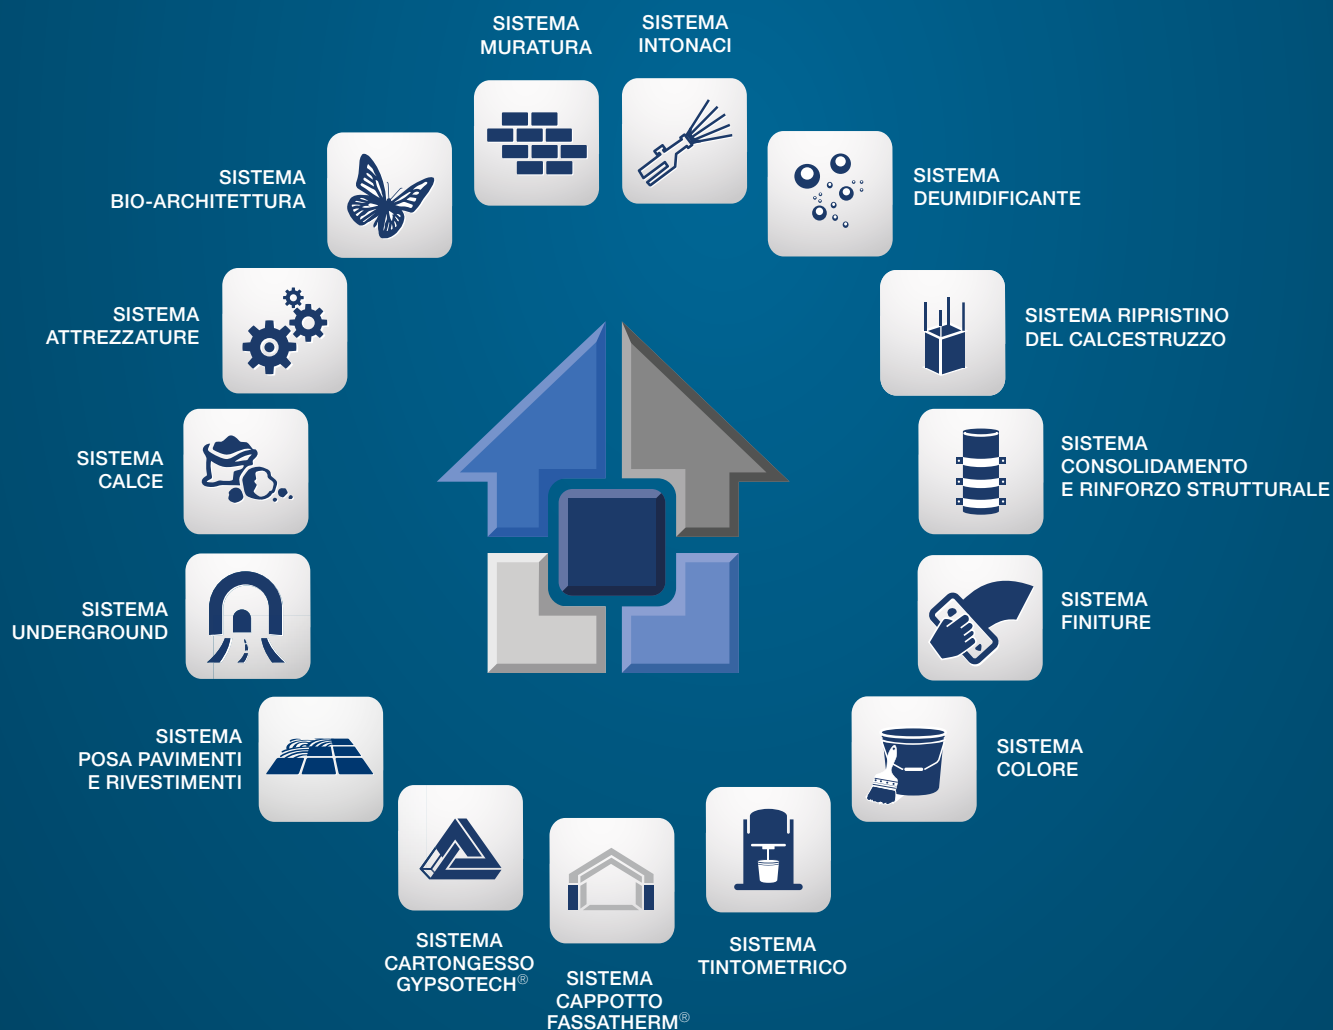 SISTEMA
MURATURA
SISTEMA
INTONACI
SISTEMA
DEUMIDIFICANTE
SISTEMA RIPRISTINO
DEL CALCESTRUZZO
SISTEMA
CONSOLIDAMENTO
E RINFORZO STRUTTURALE
SISTEMA
FINITURE
SISTEMA
COLORE
SISTEMA
TINTOMETRICO
SISTEMA
CAPPOTTO
FASSATHERM®
SISTEMA
CARTONGESSO
GYPSOTECH®
SISTEMA
POSA PAVIMENTI
E RIVESTIMENTI
SISTEMA
UNDERGROUND
SISTEMA
CALCE
SISTEMA
ATTREZZATURE
SISTEMA
BIO-ARCHITETTURA